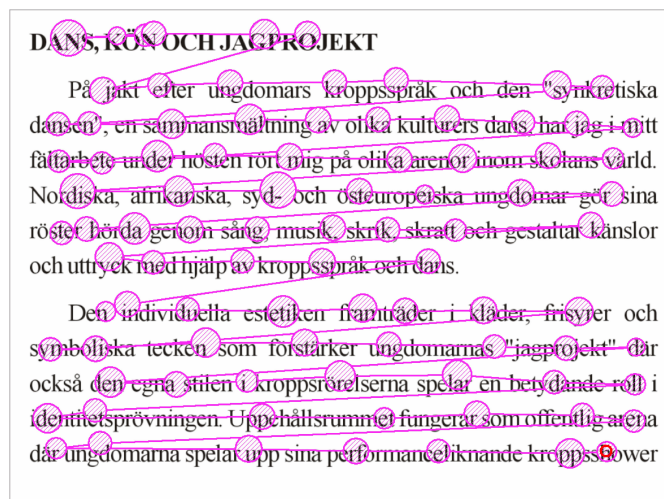 DANS, KÖN OCH JAGPROJEKT
På jakt efter ungdomars kroppsspråk och den "synkretiska
dansen", en sammansmältning av olika kulturers dans, har jag i mitt
fältarbete under hösten rört mig på olika arenor inom skolans värld.
Nordiska, afrikanska, syd- och östeuropeiska ungdomar gör sina
röster hörda genom sång, musik, skrik, skratt och gestaltar känslor
och uttryck med hjälp av kroppsspråk och dans.
Den individuella estetiken framträder i kläder, frisyrer och
symboliska tecken som förstärker ungdomarnas "jagprojekt" där
också den egna stilen i kroppsrörelserna spelar en betydande roll i
identitetsprövningen. Uppehållsrummet fungerar som offentlig arena
där ungdomarna spelar upp sina performanceliknande kroppsshower